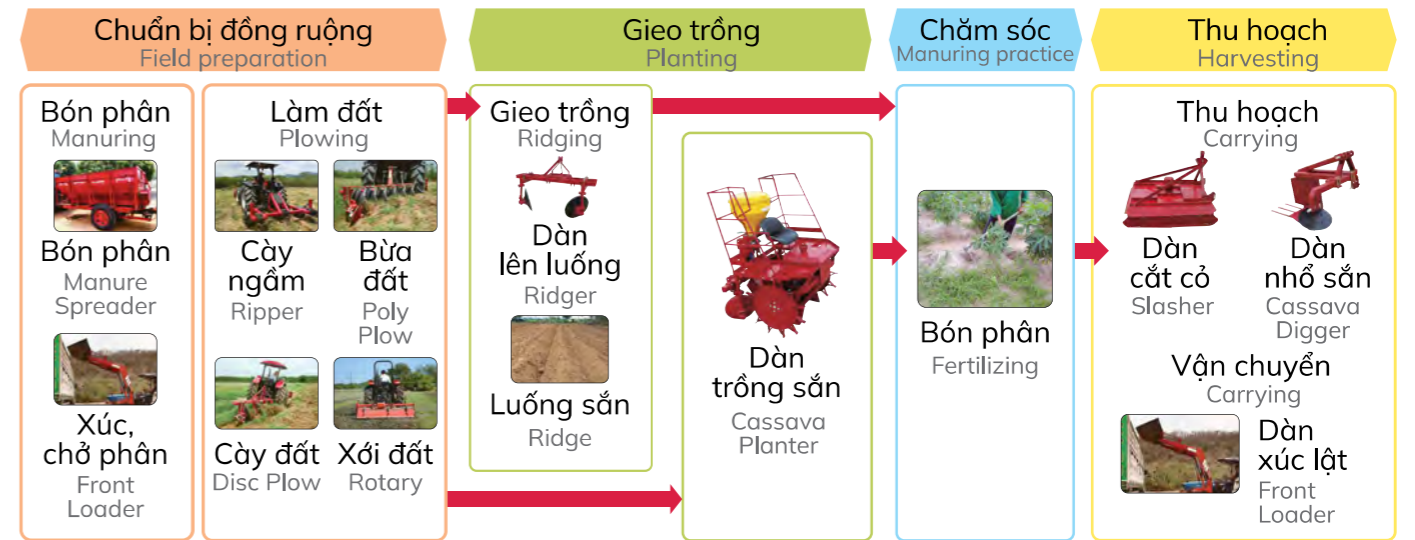 Chuẩn bị đồng ruộng
Field preparation
Gieo trồng
Planting
Chăm sóc
Manuring practice
Thu hoạch
Harvesting
Bón phân
Manuring
Bón phân
Manure
Spreader
Xúc,
chở phân
Front
Loader
Làm đất
Plowing
Cày
ngầm
Ripper
Bừa
đất
Poly
Plow
Cày đất
Disc Plow
Xới đất
Rotary
Gieo trồng
Ridging
Dàn
lên luống
Ridger
Luống sắn
Ridge
Dàn
trồng sắn
Cassava
Planter
Bón phân
Fertilizing
Thu hoạch
Carrying
Dàn
cắt cỏ
Slasher
Dàn
nhổ sắn
Cassava
Digger
Vận chuyển
Carrying
Dàn
xúc lật
Front
Loader